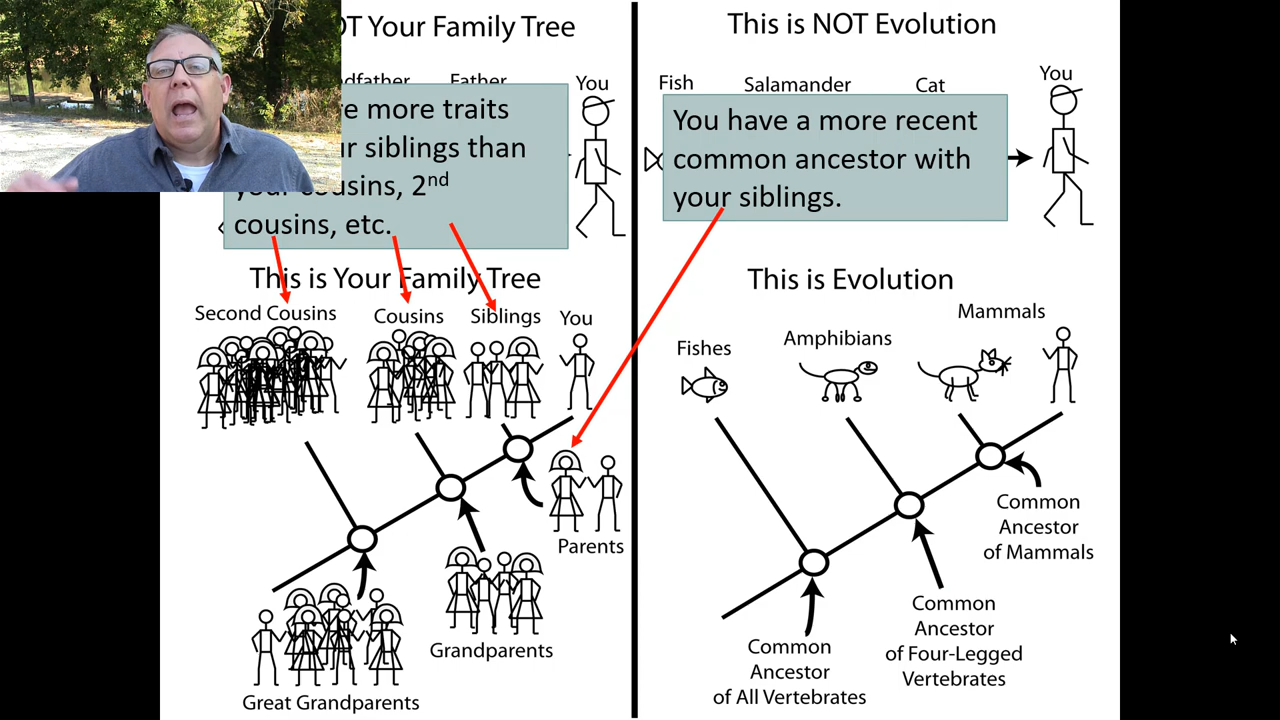 OT Your Family Tree
dfather Father You
e more traits
r siblings than
your cousins, 2nd
cousins, etc.
This is Your Family Tree
Second Cousins Cousins Siblings You
Parents
Grandparents
Great Grandparents
This is NOT Evolution
Fish Salamander Cat You
You have a more recent
common ancestor with
your siblings.
This is Evolution
Mammals
Amphibians
Fishes
Common
Ancestor
of Mammals
Common
Ancestor
of Four-Legged
Vertebrates
Common
Ancestor
of All Vertebrates